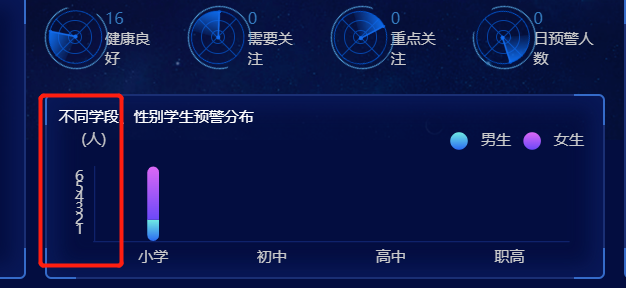 16
健康良
好
0
需要关
注
0
重点关
注
0
日预警人
数
不同学段 性别学生预警分布
(人)
男生
女生
6
5
4
3
2
1
小学 初中 高中 职高